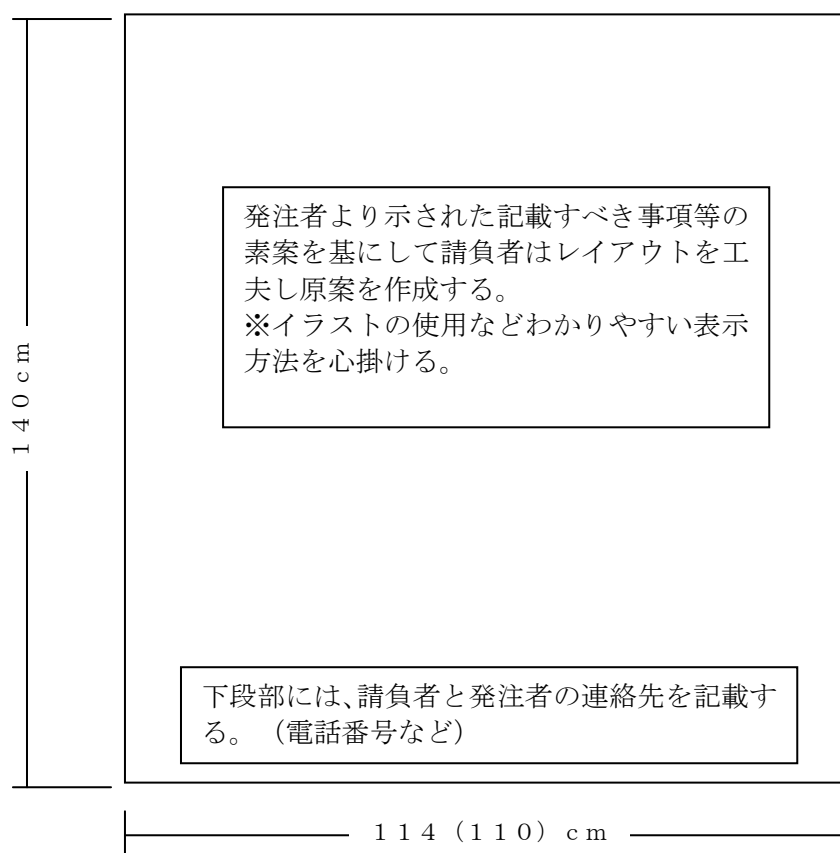 発注者より示された記載すべき事項等の
素案を基にして請負者はレイアウトを工
夫し原案を作成する。
※イラストの使用などわかりやすい表示
方法を心掛ける。
１４０ｃｍ
下段部には、請負者と発注者の連絡先を記載す
る。（電話番号など）
１１４（１１０）ｃｍ